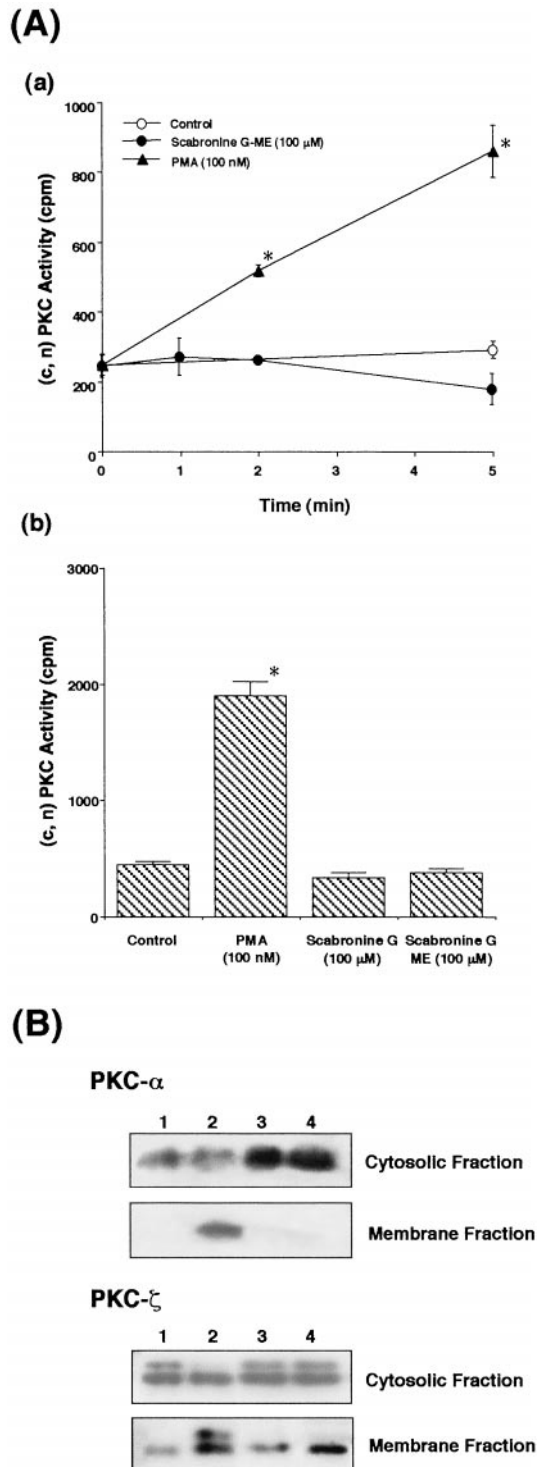 (A)
(a)
Control
Scabronine G-ME (100 μM)
PMA (100 nM)
(c, n) PKC Activity (cpm)
1000
800
600
400
200
0
*
*
0 1 2 3 4 5
Time (min)
(b)
(c, n) PKC Activity (cpm)
3000
2000
1000
0
*
Control
PMA
(100 nM)
Scabronine G
(100 μM)
Scabronine G
ME (100 μM)
(B)
PKC-α
1 2 3 4
Cytosolic Fraction
Membrane Fraction
PKC-ζ
1 2 3 4
Cytosolic Fraction
Membrane Fraction